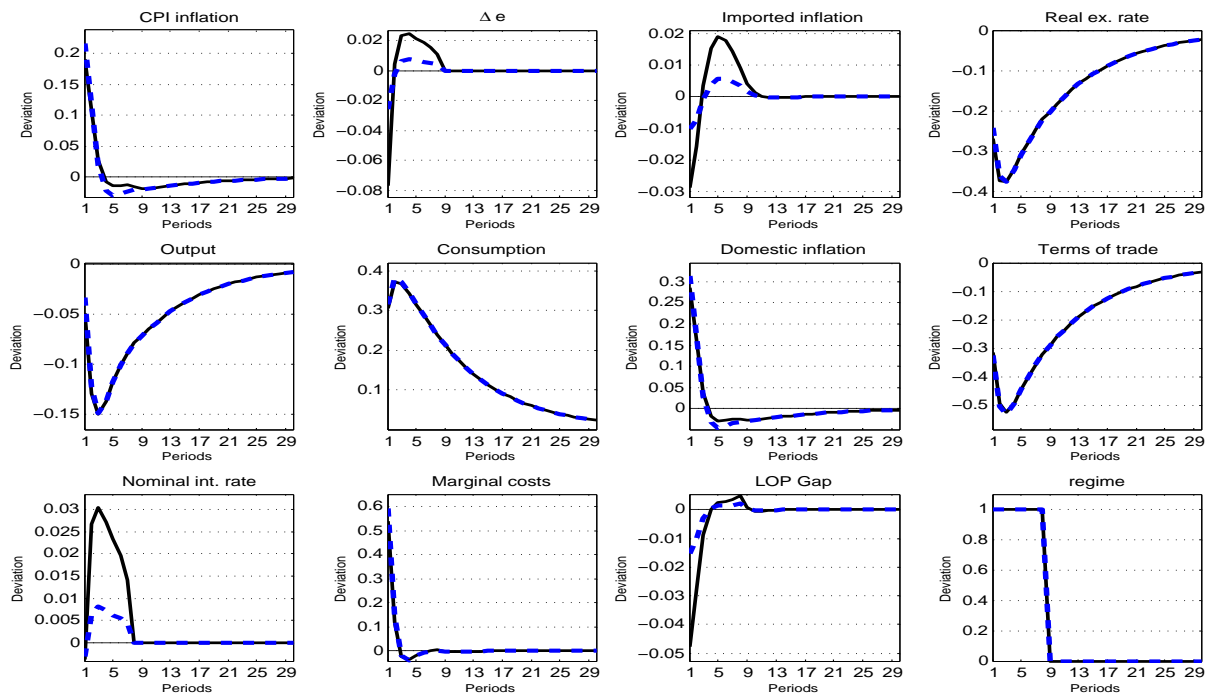 CPI inflation
Deviation
0.2
0.15
0.1
0.05
0
1 5 9 13 17 21 25 29
Periods
Δ e
Deviation
0.02
0
−0.02
−0.04
−0.06
−0.08
1 5 9 13 17 21 25 29
Periods
Imported inflation
Deviation
0.02
0.01
0
−0.01
−0.02
−0.03
1 5 9 13 17 21 25 29
Periods
Real ex. rate
Deviation
0
−0.1
−0.2
−0.3
−0.4
1 5 9 13 17 21 25 29
Periods
Output
Deviation
0
−0.05
−0.1
−0.15
1 5 9 13 17 21 25 29
Periods
Consumption
Deviation
0.4
0.3
0.2
0.1
1 5 9 13 17 21 25 29
Periods
Domestic inflation
Deviation
0.3
0.25
0.2
0.15
0.1
0.05
0
1 5 9 13 17 21 25 29
Periods
Terms of trade
Deviation
0
−0.1
−0.2
−0.3
−0.4
−0.5
1 5 9 13 17 21 25 29
Periods
Nominal int. rate
Deviation
0.03
0.025
0.02
0.015
0.01
0.005
0
1 5 9 13 17 21 25 29
Periods
Marginal costs
Deviation
0.6
0.5
0.4
0.3
0.2
0.1
0
1 5 9 13 17 21 25 29
Periods
LOP Gap
Deviation
0
−0.01
−0.02
−0.03
−0.04
−0.05
1 5 9 13 17 21 25 29
Periods
regime
Deviation
1
0.8
0.6
0.4
0.2
0
1 5 9 13 17 21 25 29
Periods